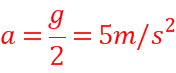 a = g/2 = 5m/s²